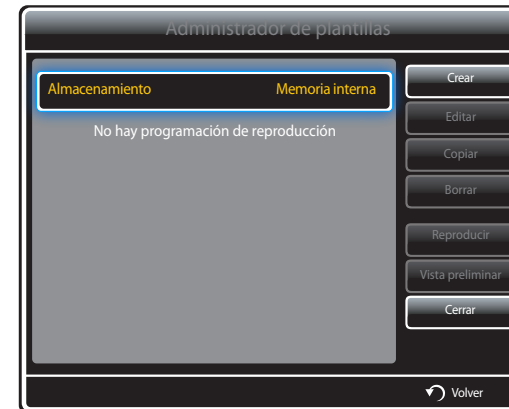 Administrador de plantillas
Almacenamiento Memoria interna
No hay programación de reproducción
Crear
Editar
Copiar
Borrar
Reproducir
Vista preliminar
Cerrar
Volver